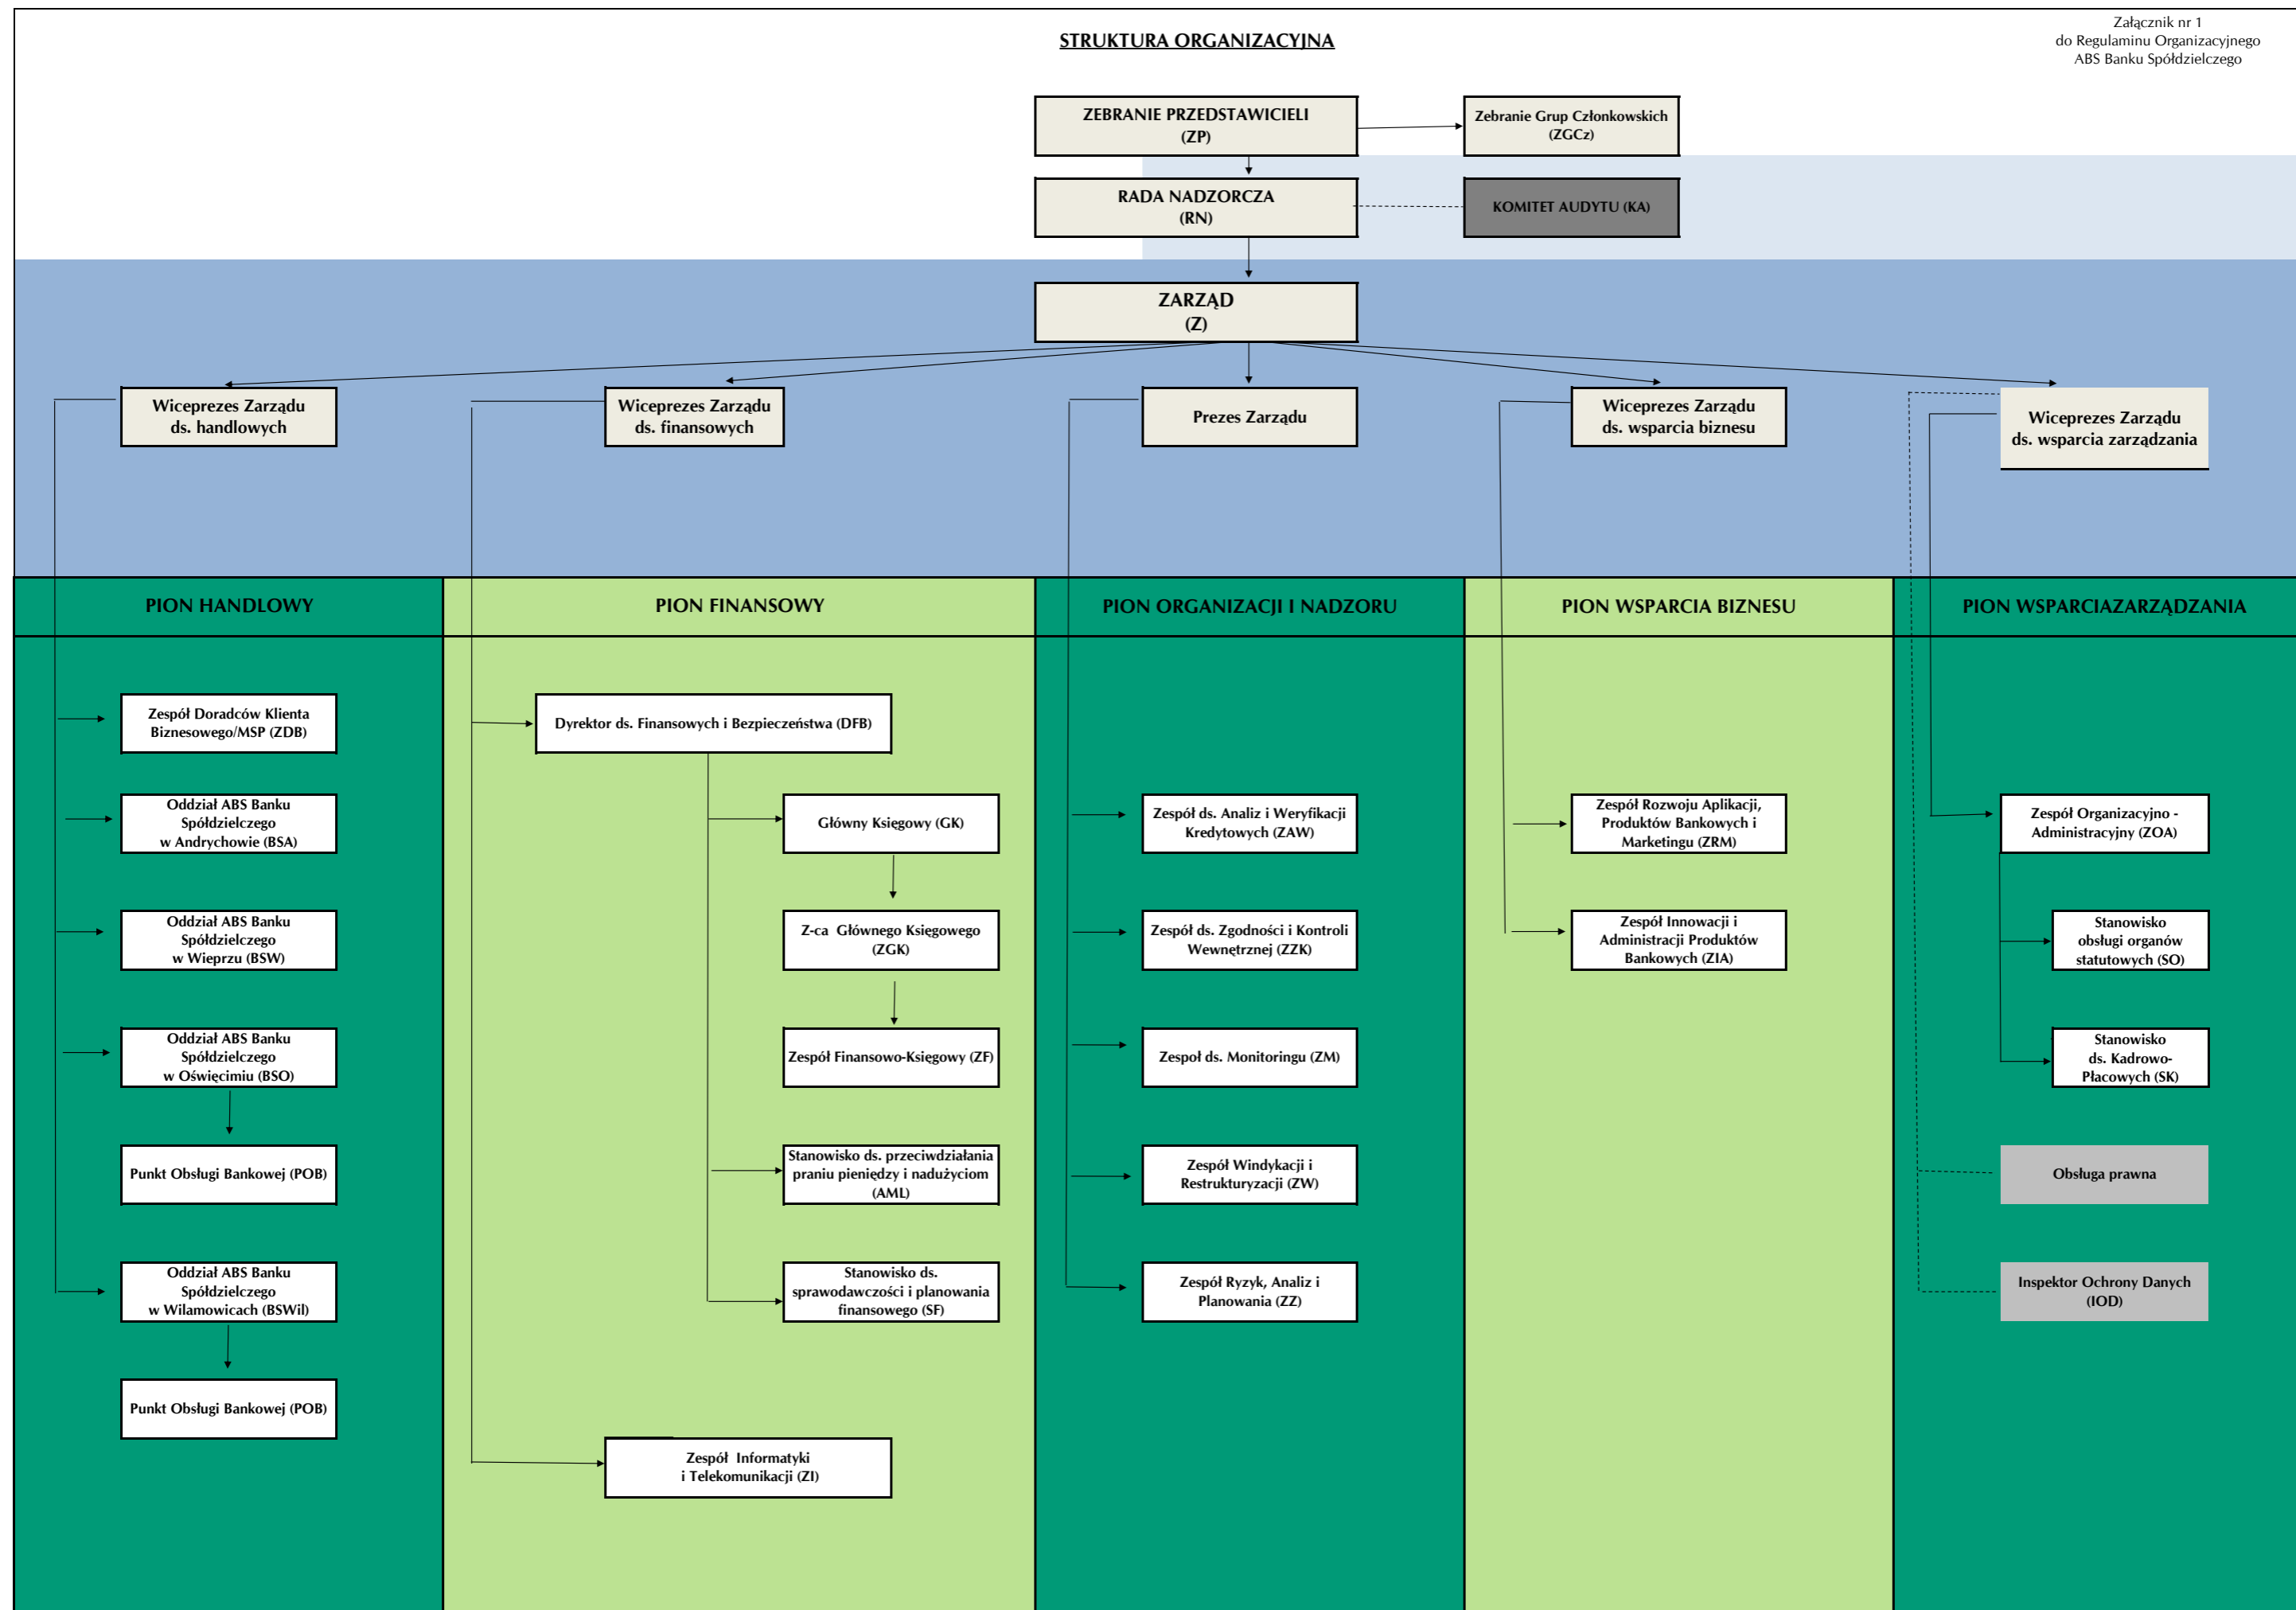 Załącznik nr 1
do Regulaminu Organizacyjnego
ABS Banku Spółdzielczego
STRUKTURA ORGANIZACYJNA
ZEBRANIE PRZEDSTAWICIELI
(ZP)
Zebranie Grup Członkowskich
(ZGCz)
RADA NADZORCZA
(RN)
KOMITET AUDYTU (KA)
ZARZĄD
(Z)
Wiceprezes Zarządu
ds. handlowych
Wiceprezes Zarządu
ds. finansowych
Prezes Zarządu
Wiceprezes Zarządu
ds. wsparcia biznesu
Wiceprezes Zarządu
ds. wsparcia zarządzania
PION HANDLOWY
PION FINANSOWY
PION ORGANIZACJI I NADZORU
PION WSPARCIA BIZNESU
PION WSPARCIAZARZĄDZANIA
Zespół Doradców Klienta
Biznesowego/MSP (ZDB)
Oddział ABS Banku
Spółdzielczego
w Andrychowie (BSA)
Oddział ABS Banku
Spółdzielczego
w Wieprzu (BSW)
Oddział ABS Banku
Spółdzielczego
w Oświęcimiu (BSO)
Punkt Obsługi Bankowej (POB)
Oddział ABS Banku
Spółdzielczego
w Wilamowicach (BSWil)
Punkt Obsługi Bankowej (POB)
Dyrektor ds. Finansowych i Bezpieczeństwa (DFB)
Główny Księgowy (GK)
Z-ca  Głównego Księgowego
(ZGK)
Zespół Finansowo-Księgowy (ZF)
Stanowisko ds. przeciwdziałania
praniu pieniędzy i nadużyciom
(AML)
Stanowisko ds.
sprawodawczości i planowania
finansowego (SF)
Zespół  Informatyki
i Telekomunikacji (ZI)
Zespół ds. Analiz i Weryfikacji
Kredytowych (ZAW)
Zespół ds. Zgodności i Kontroli
Wewnętrznej (ZZK)
Zespoł ds. Monitoringu (ZM)
Zespół Windykacji i
Restrukturyzacji (ZW)
Zespół Ryzyk, Analiz i
Planowania (ZZ)
Zespół Rozwoju Aplikacji,
Produktów Bankowych i
Marketingu (ZRM)
Zespół Innowacji i
Administracji Produktów
Bankowych (ZIA)
Zespół Organizacyjno -
Administracyjny (ZOA)
Stanowisko
obsługi organów
statutowych (SO)
Stanowisko
ds. Kadrowo-
Płacowych (SK)
Obsługa prawna
Inspektor Ochrony Danych
(IOD)